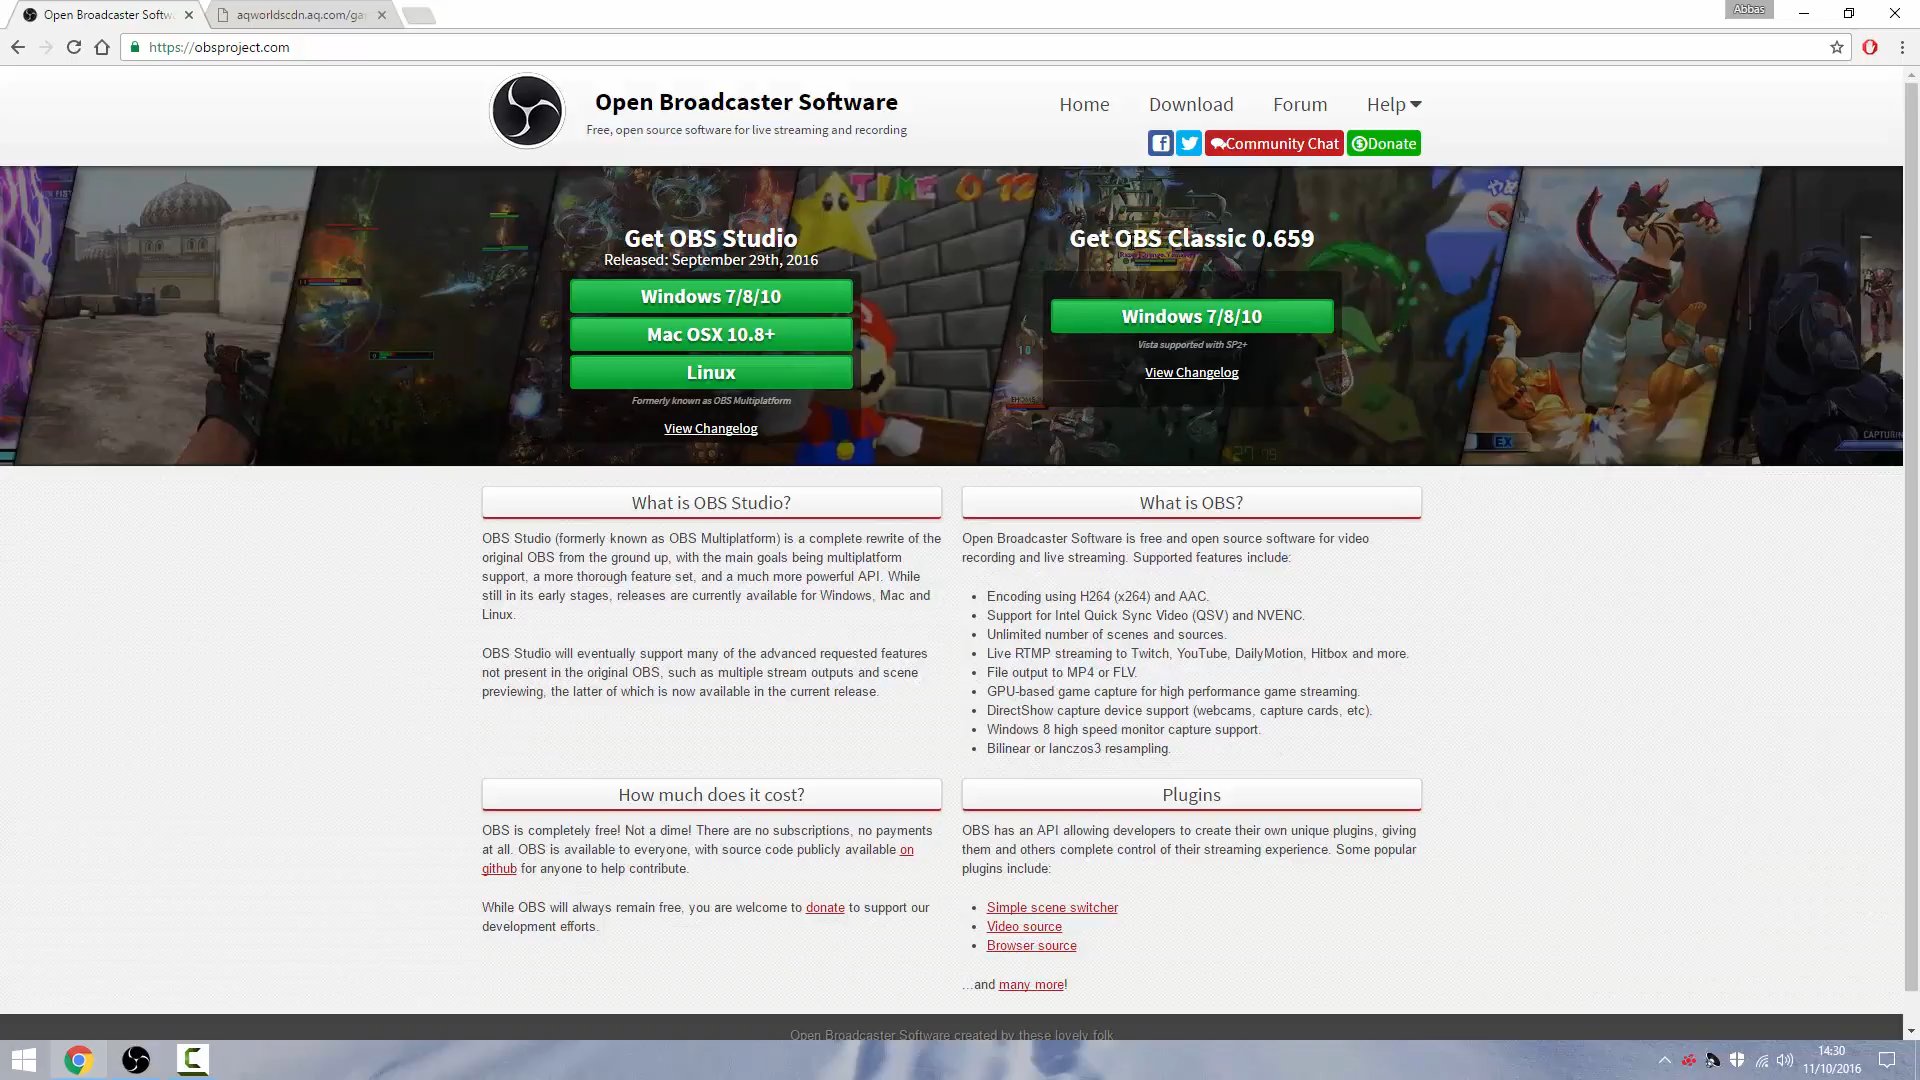 Open Broadcaster Softw
aqworldscdn.aq.com/ga
Abbas
https://obsproject.com
Open Broadcaster Software
Free, open source software for live streaming and recording
Home
Download
Forum
Help
Community Chat
Donate
TIME 0
Get OBS Studio
Released: September 29th, 2016
Windows 7/8/10
Mac OSX 10.8+
Linux
Formerly known as OBS Multiplatform
View Changelog
Get OBS Classic 0.659
Windows 7/8/10
Vista supported with SP2+
View Changelog
EX
What is OBS Studio?
OBS Studio (formerly known as OBS Multiplatform) is a complete rewrite of the
original OBS from the ground up, with the main goals being multiplatform
support, a more thorough feature set, and a much more powerful API. While
still in its early stages, releases are currently available for Windows, Mac and
Linux.
OBS Studio will eventually support many of the advanced requested features
not present in the original OBS, such as multiple stream outputs and scene
previewing, the latter of which is now available in the current release.
What is OBS?
Open Broadcaster Software is free and open source software for video
recording and live streaming. Supported features include:
Encoding using H264 (x264) and AAC.
Support for Intel Quick Sync Video (QSV) and NVENC.
Unlimited number of scenes and sources.
Live RTMP streaming to Twitch, YouTube, DailyMotion, Hitbox and more.
File output to MP4 or FLV.
GPU-based game capture for high performance game streaming.
DirectShow capture device support (webcams, capture cards, etc).
Windows 8 high speed monitor capture support.
Bilinear or lanczos3 resampling.
How much does it cost?
OBS is completely free! Not a dime! There are no subscriptions, no payments
at all. OBS is available to everyone, with source code publicly available on
github for anyone to help contribute.
While OBS will always remain free, you are welcome to donate to support our
development efforts.
Plugins
OBS has an API allowing developers to create their own unique plugins, giving
them and others complete control of their streaming experience. Some popular
plugins include:
Simple scene switcher
Video source
Browser source
...and many more!
Open Broadcaster Software created by these lovely folk
14:30
11/10/2016